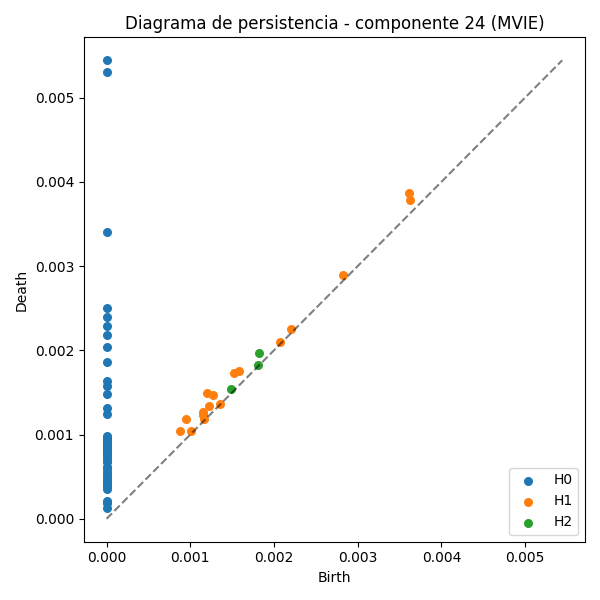 Diagrama de persistencia - componente 24 (MVIE)
Death
0.005
0.004
0.003
0.002
0.001
0.000
0.000 0.001 0.002 0.003 0.004 0.005
Birth
H0
H1
H2